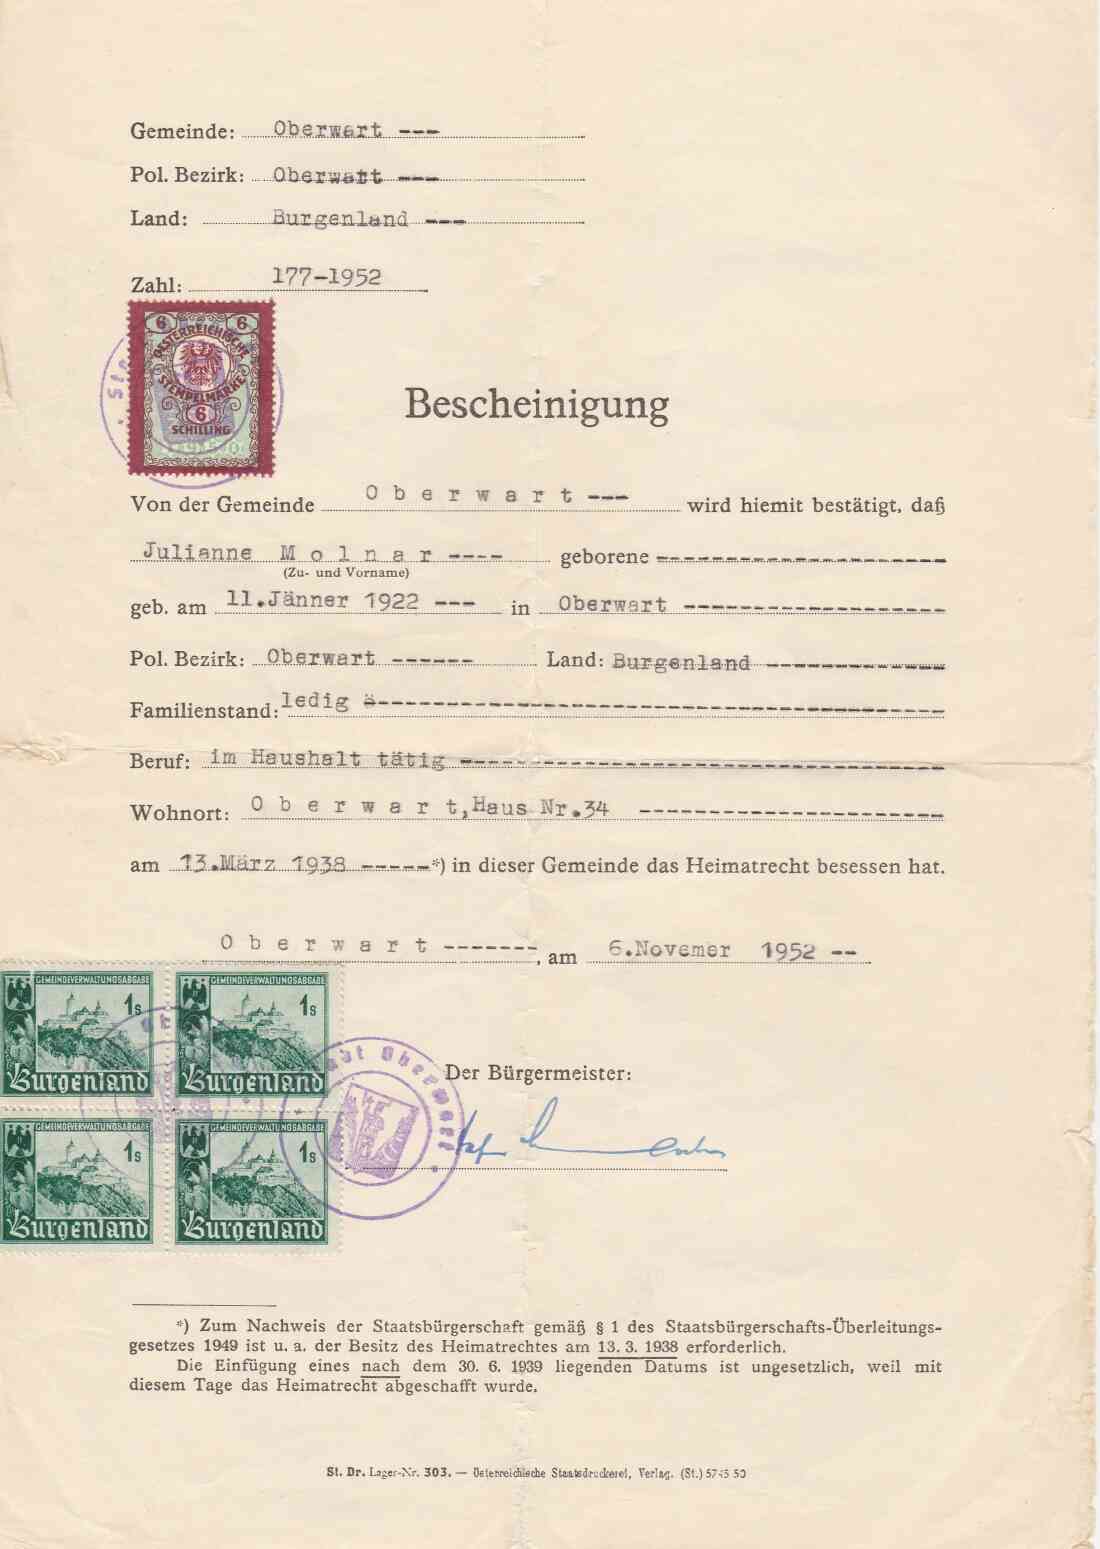 Gemeinde: Oberwart ---
Pol. Bezirk: Oberwart ---
Land: Burgenland ---
Zahl: 177-1952
6 6
OESTERREICHISCHE
STEMPELMARKE
6
SCHILLING
Bescheinigung
Von der Gemeinde O b e r w a r t --- wird hiemit bestätigt, daß
Julianne M o l n a r ---- geborene ------------------
(Zu- und Vorname)
geb. am 11.Jänner 1922 --- in Oberwart ----------------
Pol. Bezirk: Oberwart ------ Land: Burgenland -----------
Familienstand: ledig ä-----------------------------------
Beruf: im Haushalt tätig ------------------------------
Wohnort: O b e r w a r t,Haus Nr.34 -------------------
am 13.März 1938 -----*) in dieser Gemeinde das Heimatrecht besessen hat.
O b e r w a r t -------, am 6.Novemer 1952 --
GEMEINDEVERWALTUNGSABGABE GEMEINDEVERWALTUNGSABGABE
1s 1s
Burgenland Burgenland
GEMEINDEVERWALTUNGSABGABE GEMEINDEVERWALTUNGSABGABE
1s 1s
Burgenland Burgenland
Oberwart
Der Bürgermeister:
*) Zum Nachweis der Staatsbürgerschaft gemäß § 1 des Staatsbürgerschafts-Überleitungs-
gesetzes 1949 ist u. a. der Besitz des Heimatrechtes am 13. 3. 1938 erforderlich.
Die Einfügung eines nach dem 30. 6. 1939 liegenden Datums ist ungesetzlich, weil mit
diesem Tage das Heimatrecht abgeschafft wurde.
St. Dr. Lager-Nr. 303. — Österreichische Staatsdruckerei, Verlag. (St.) 5745 50